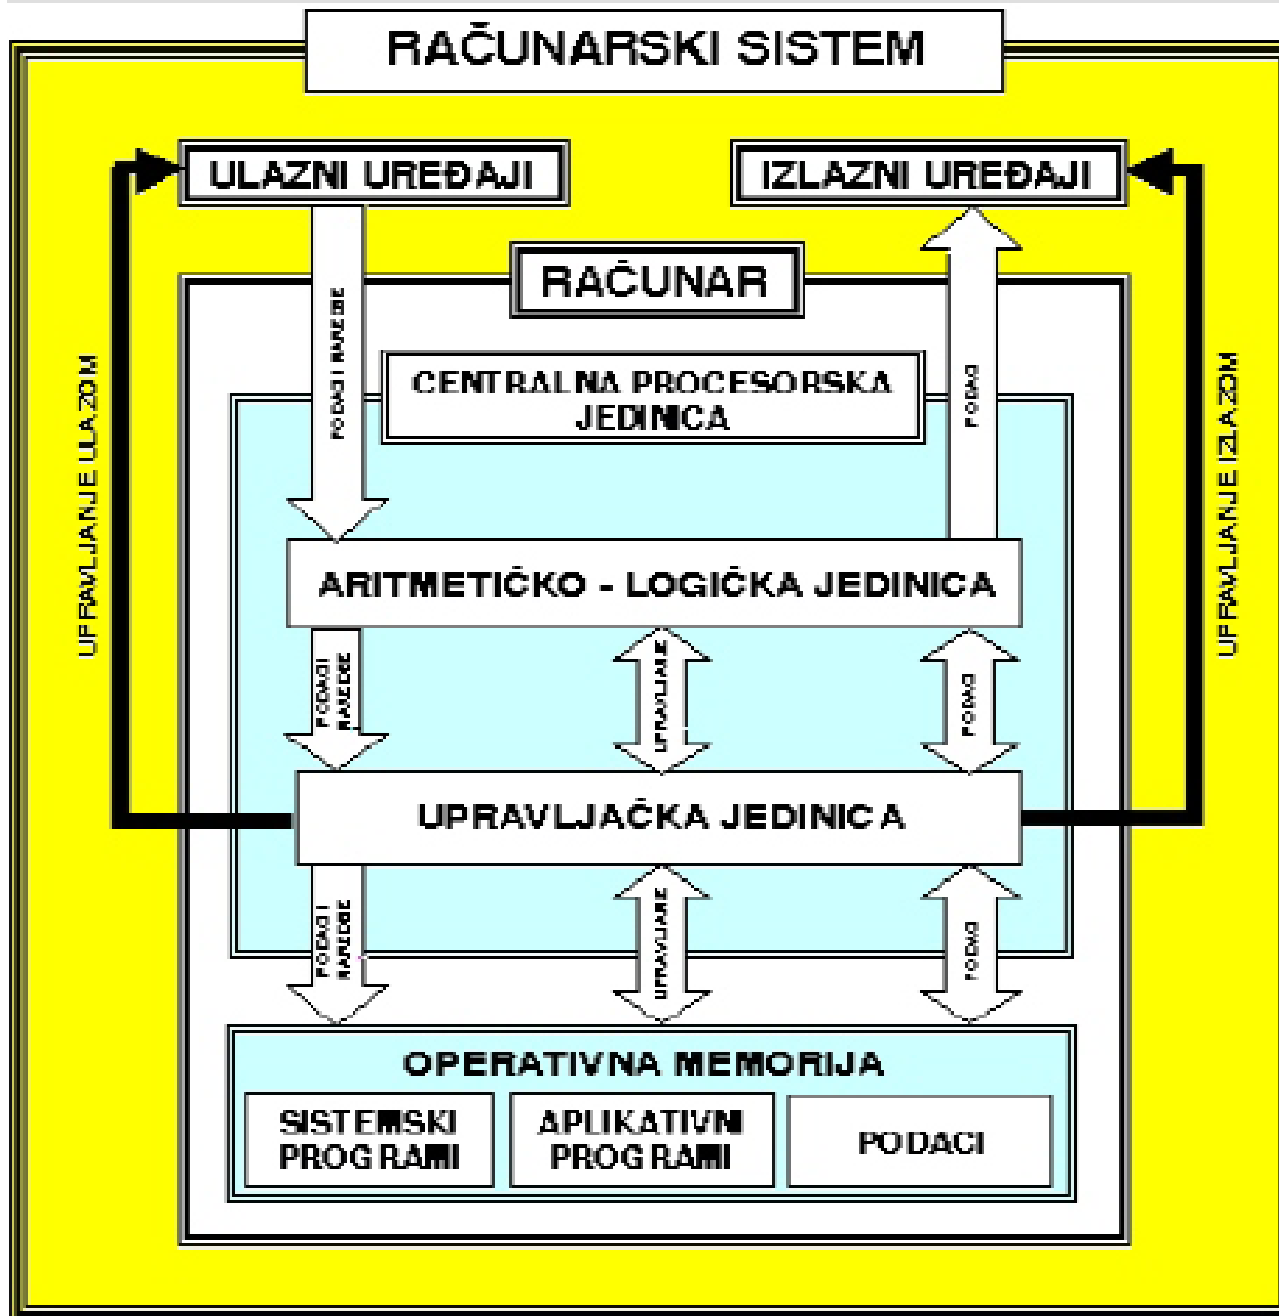 RAČUNARSKI SISTEM
ULAZNI UREĐAJI
IZLAZNI UREĐAJI
RAČUNAR
PODACI I NAREDBE
PODACI
CENTRALNA PROCESORSKA
JEDINICA
UPRAVLJANJE ULAZOM
UPRAVLJANJE IZLAZOM
ARITMETIČKO - LOGIČKA JEDINICA
PODACI
NAREDBE
UPRAVLJANJE
PODACI
UPRAVLJAČKA JEDINICA
PODACI I
NAREDBE
PODACI
OPERATIVNA MEMORIJA
SISTEMSKI
PROGRAMI
APLIKATIVNI
PROGRAMI
PODACI